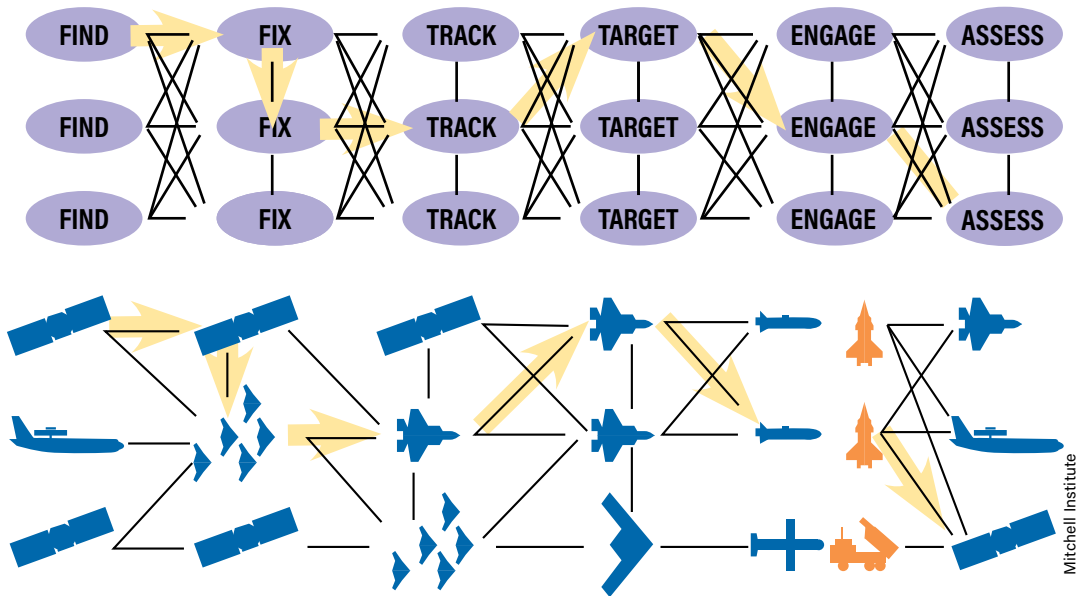 FIND FIX TRACK TARGET ENGAGE ASSESS
FIND FIX TRACK TARGET ENGAGE ASSESS
FIND FIX TRACK TARGET ENGAGE ASSESS
Mitchell Institute